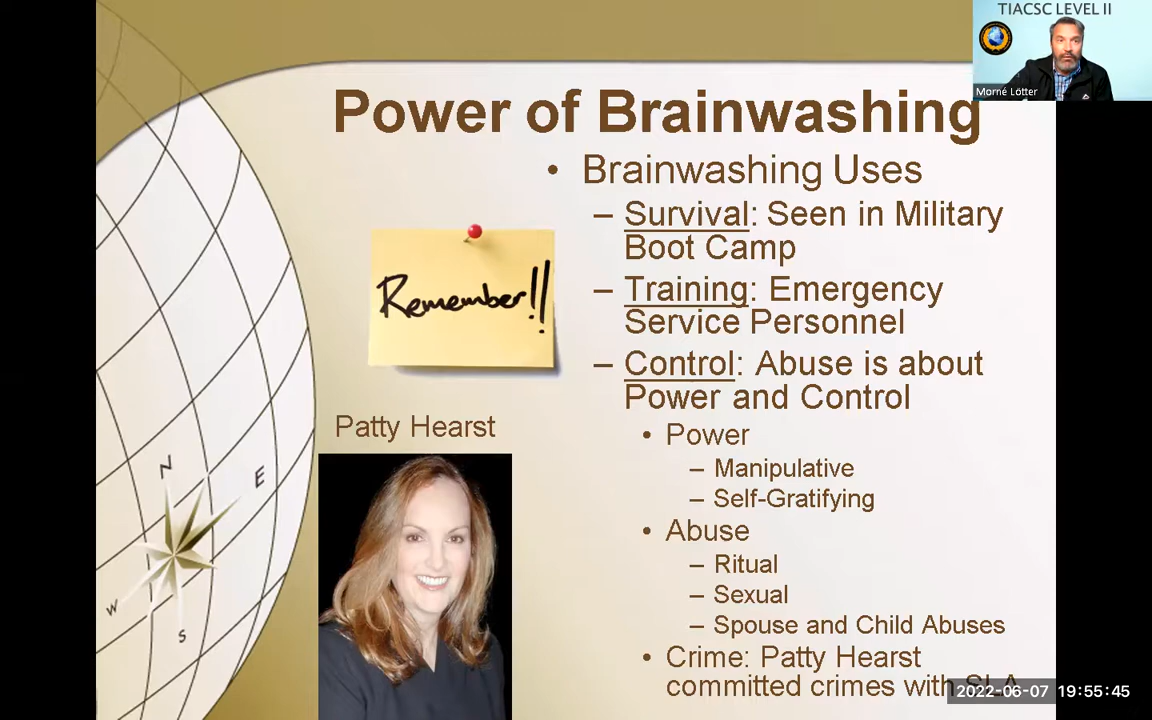 TIACSC LEVEL II
Morné Lötter
Power of Brainwashing
• Brainwashing Uses
– Survival: Seen in Military
Boot Camp
– Training: Emergency
Service Personnel
– Control: Abuse is about
Power and Control
• Power
– Manipulative
– Self-Gratifying
• Abuse
– Ritual
– Sexual
– Spouse and Child Abuses
• Crime: Patty Hearst
committed crimes with SLA
Remember!!
Patty Hearst
N
E
W
S
2022-06-07 19:55:45